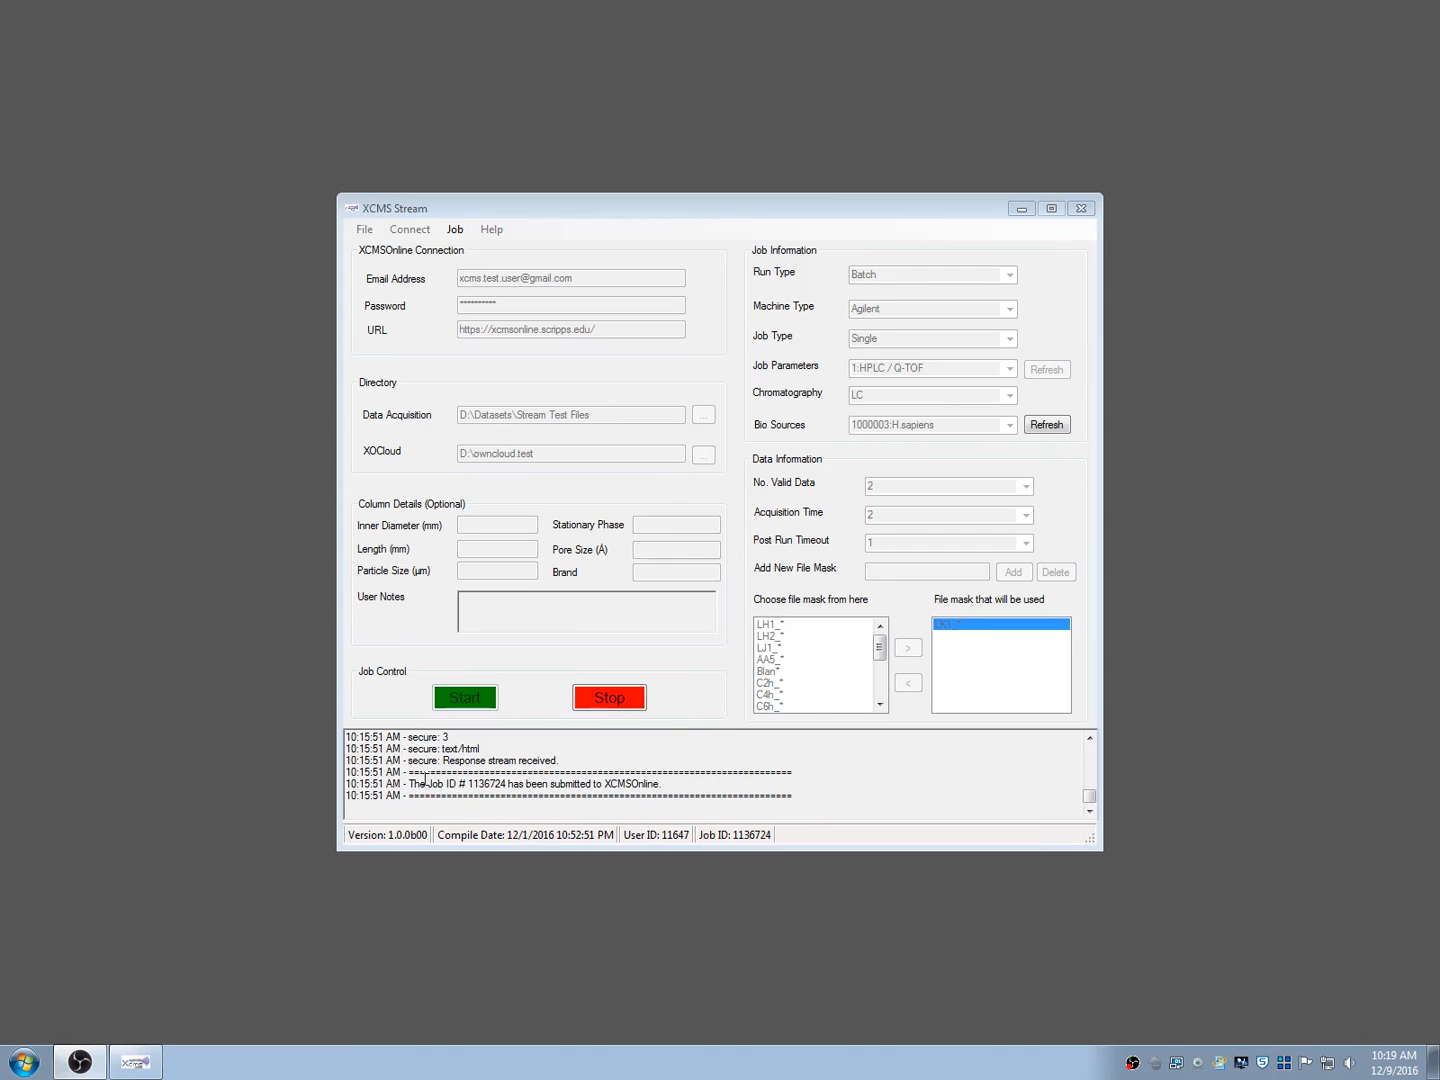 XCMS Stream
File Connect Job Help
XCMSOnline Connection
Email Address xcms.test.user@gmail.com
Password **********
URL https://xcmsonline.scripps.edu/
Directory
Data Acquisition D:\Datasets\Stream Test Files ...
XOCloud D:\owncloud.test ...
Column Details (Optional)
Inner Diameter (mm) Stationary Phase
Length (mm) Pore Size (Å)
Particle Size (µm) Brand
User Notes
Job Control
Start Stop
Job Information
Run Type Batch
Machine Type Agilent
Job Type Single
Job Parameters 1:HPLC / Q-TOF Refresh
Chromatography LC
Bio Sources 1000003:H.sapiens Refresh
Data Information
No. Valid Data 2
Acquisition Time 2
Post Run Timeout 1
Add New File Mask Add Delete
Choose file mask from here File mask that will be used
LH1_* LK1_*
LH2_*
LJ1_*
AA5_*
Blan*
C2h_*
C4h_*
C6h_*
>
<
10:15:51 AM - secure: 3
10:15:51 AM - secure: text/html
10:15:51 AM - secure: Response stream received.
10:15:51 AM - ========================================================================
10:15:51 AM - The Job ID # 1136724 has been submitted to XCMSOnline.
10:15:51 AM - ========================================================================
Version: 1.0.0b00 Compile Date: 12/1/2016 10:52:51 PM User ID: 11647 Job ID: 1136724
XCMS
10:19 AM
12/9/2016